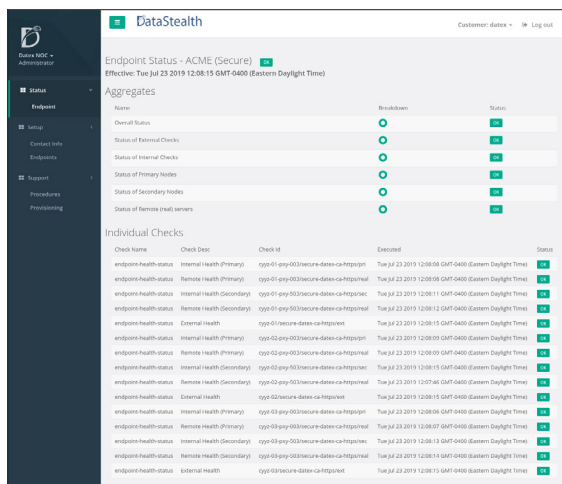 DataStealth
Customer: datex
Log out
Datex NOC
Administrator
Status
Endpoint
Setup
Contact Info
Endpoints
Support
Procedures
Provisioning
Endpoint Status - ACME (Secure) OK
Effective: Tue Jul 23 2019 12:08:15 GMT-0400 (Eastern Daylight Time)
Aggregates
Name Breakdown Status
Overall Status OK
Status of External Checks OK
Status of Internal Checks OK
Status of Primary Nodes OK
Status of Secondary Nodes OK
Status of Remote (real) servers OK
Individual Checks
Check Name Check Desc Check Id Executed Status
endpoint-health-status Internal Health (Primary) cyyz-01-pxy-003/secure-datex-ca-https/pri Tue Jul 23 2019 12:08:08 GMT-0400 (Eastern Daylight Time) OK
endpoint-health-status Remote Health (Primary) cyyz-01-pxy-003/secure-datex-ca-https/real Tue Jul 23 2019 12:08:08 GMT-0400 (Eastern Daylight Time) OK
endpoint-health-status Internal Health (Secondary) cyyz-01-pxy-503/secure-datex-ca-https/sec Tue Jul 23 2019 12:08:11 GMT-0400 (Eastern Daylight Time) OK
endpoint-health-status Remote Health (Secondary) cyyz-01-pxy-503/secure-datex-ca-https/real Tue Jul 23 2019 12:08:12 GMT-0400 (Eastern Daylight Time) OK
endpoint-health-status External Health cyyz-01/secure-datex-ca-https/ext Tue Jul 23 2019 12:08:15 GMT-0400 (Eastern Daylight Time) OK
endpoint-health-status Internal Health (Primary) cyyz-02-pxy-003/secure-datex-ca-https/pri Tue Jul 23 2019 12:08:09 GMT-0400 (Eastern Daylight Time) OK
endpoint-health-status Remote Health (Primary) cyyz-02-pxy-003/secure-datex-ca-https/real Tue Jul 23 2019 12:08:09 GMT-0400 (Eastern Daylight Time) OK
endpoint-health-status Internal Health (Secondary) cyyz-02-pxy-503/secure-datex-ca-https/sec Tue Jul 23 2019 12:08:15 GMT-0400 (Eastern Daylight Time) OK
endpoint-health-status Remote Health (Secondary) cyyz-02-pxy-503/secure-datex-ca-https/real Tue Jul 23 2019 12:07:46 GMT-0400 (Eastern Daylight Time) OK
endpoint-health-status External Health cyyz-02/secure-datex-ca-https/ext Tue Jul 23 2019 12:08:15 GMT-0400 (Eastern Daylight Time) OK
endpoint-health-status Internal Health (Primary) cyyz-03-pxy-003/secure-datex-ca-https/pri Tue Jul 23 2019 12:08:06 GMT-0400 (Eastern Daylight Time) OK
endpoint-health-status Remote Health (Primary) cyyz-03-pxy-003/secure-datex-ca-https/real Tue Jul 23 2019 12:08:07 GMT-0400 (Eastern Daylight Time) OK
endpoint-health-status Internal Health (Secondary) cyyz-03-pxy-503/secure-datex-ca-https/sec Tue Jul 23 2019 12:08:13 GMT-0400 (Eastern Daylight Time) OK
endpoint-health-status Remote Health (Secondary) cyyz-03-pxy-503/secure-datex-ca-https/real Tue Jul 23 2019 12:08:14 GMT-0400 (Eastern Daylight Time) OK
endpoint-health-status External Health cyyz-03/secure-datex-ca-https/ext Tue Jul 23 2019 12:08:15 GMT-0400 (Eastern Daylight Time) OK